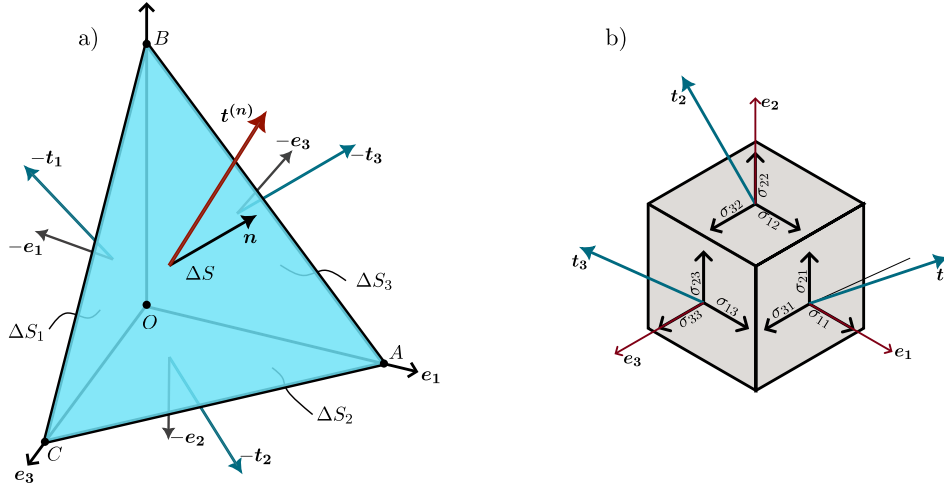 a)
B
t⁽ⁿ⁾
-e₃
-t₃
-t₁
-e₁
n
ΔS
ΔS₃
ΔS₁
O
A
e₁
ΔS₂
-e₂
-t₂
C
e₃
b)
e₂
t₂
σ₂₂
σ₃₂
σ₁₂
t₃
t
σ₂₃
σ₂₁
σ₁₃
σ₃₁
σ₃₃
σ₁₁
e₃
e₁